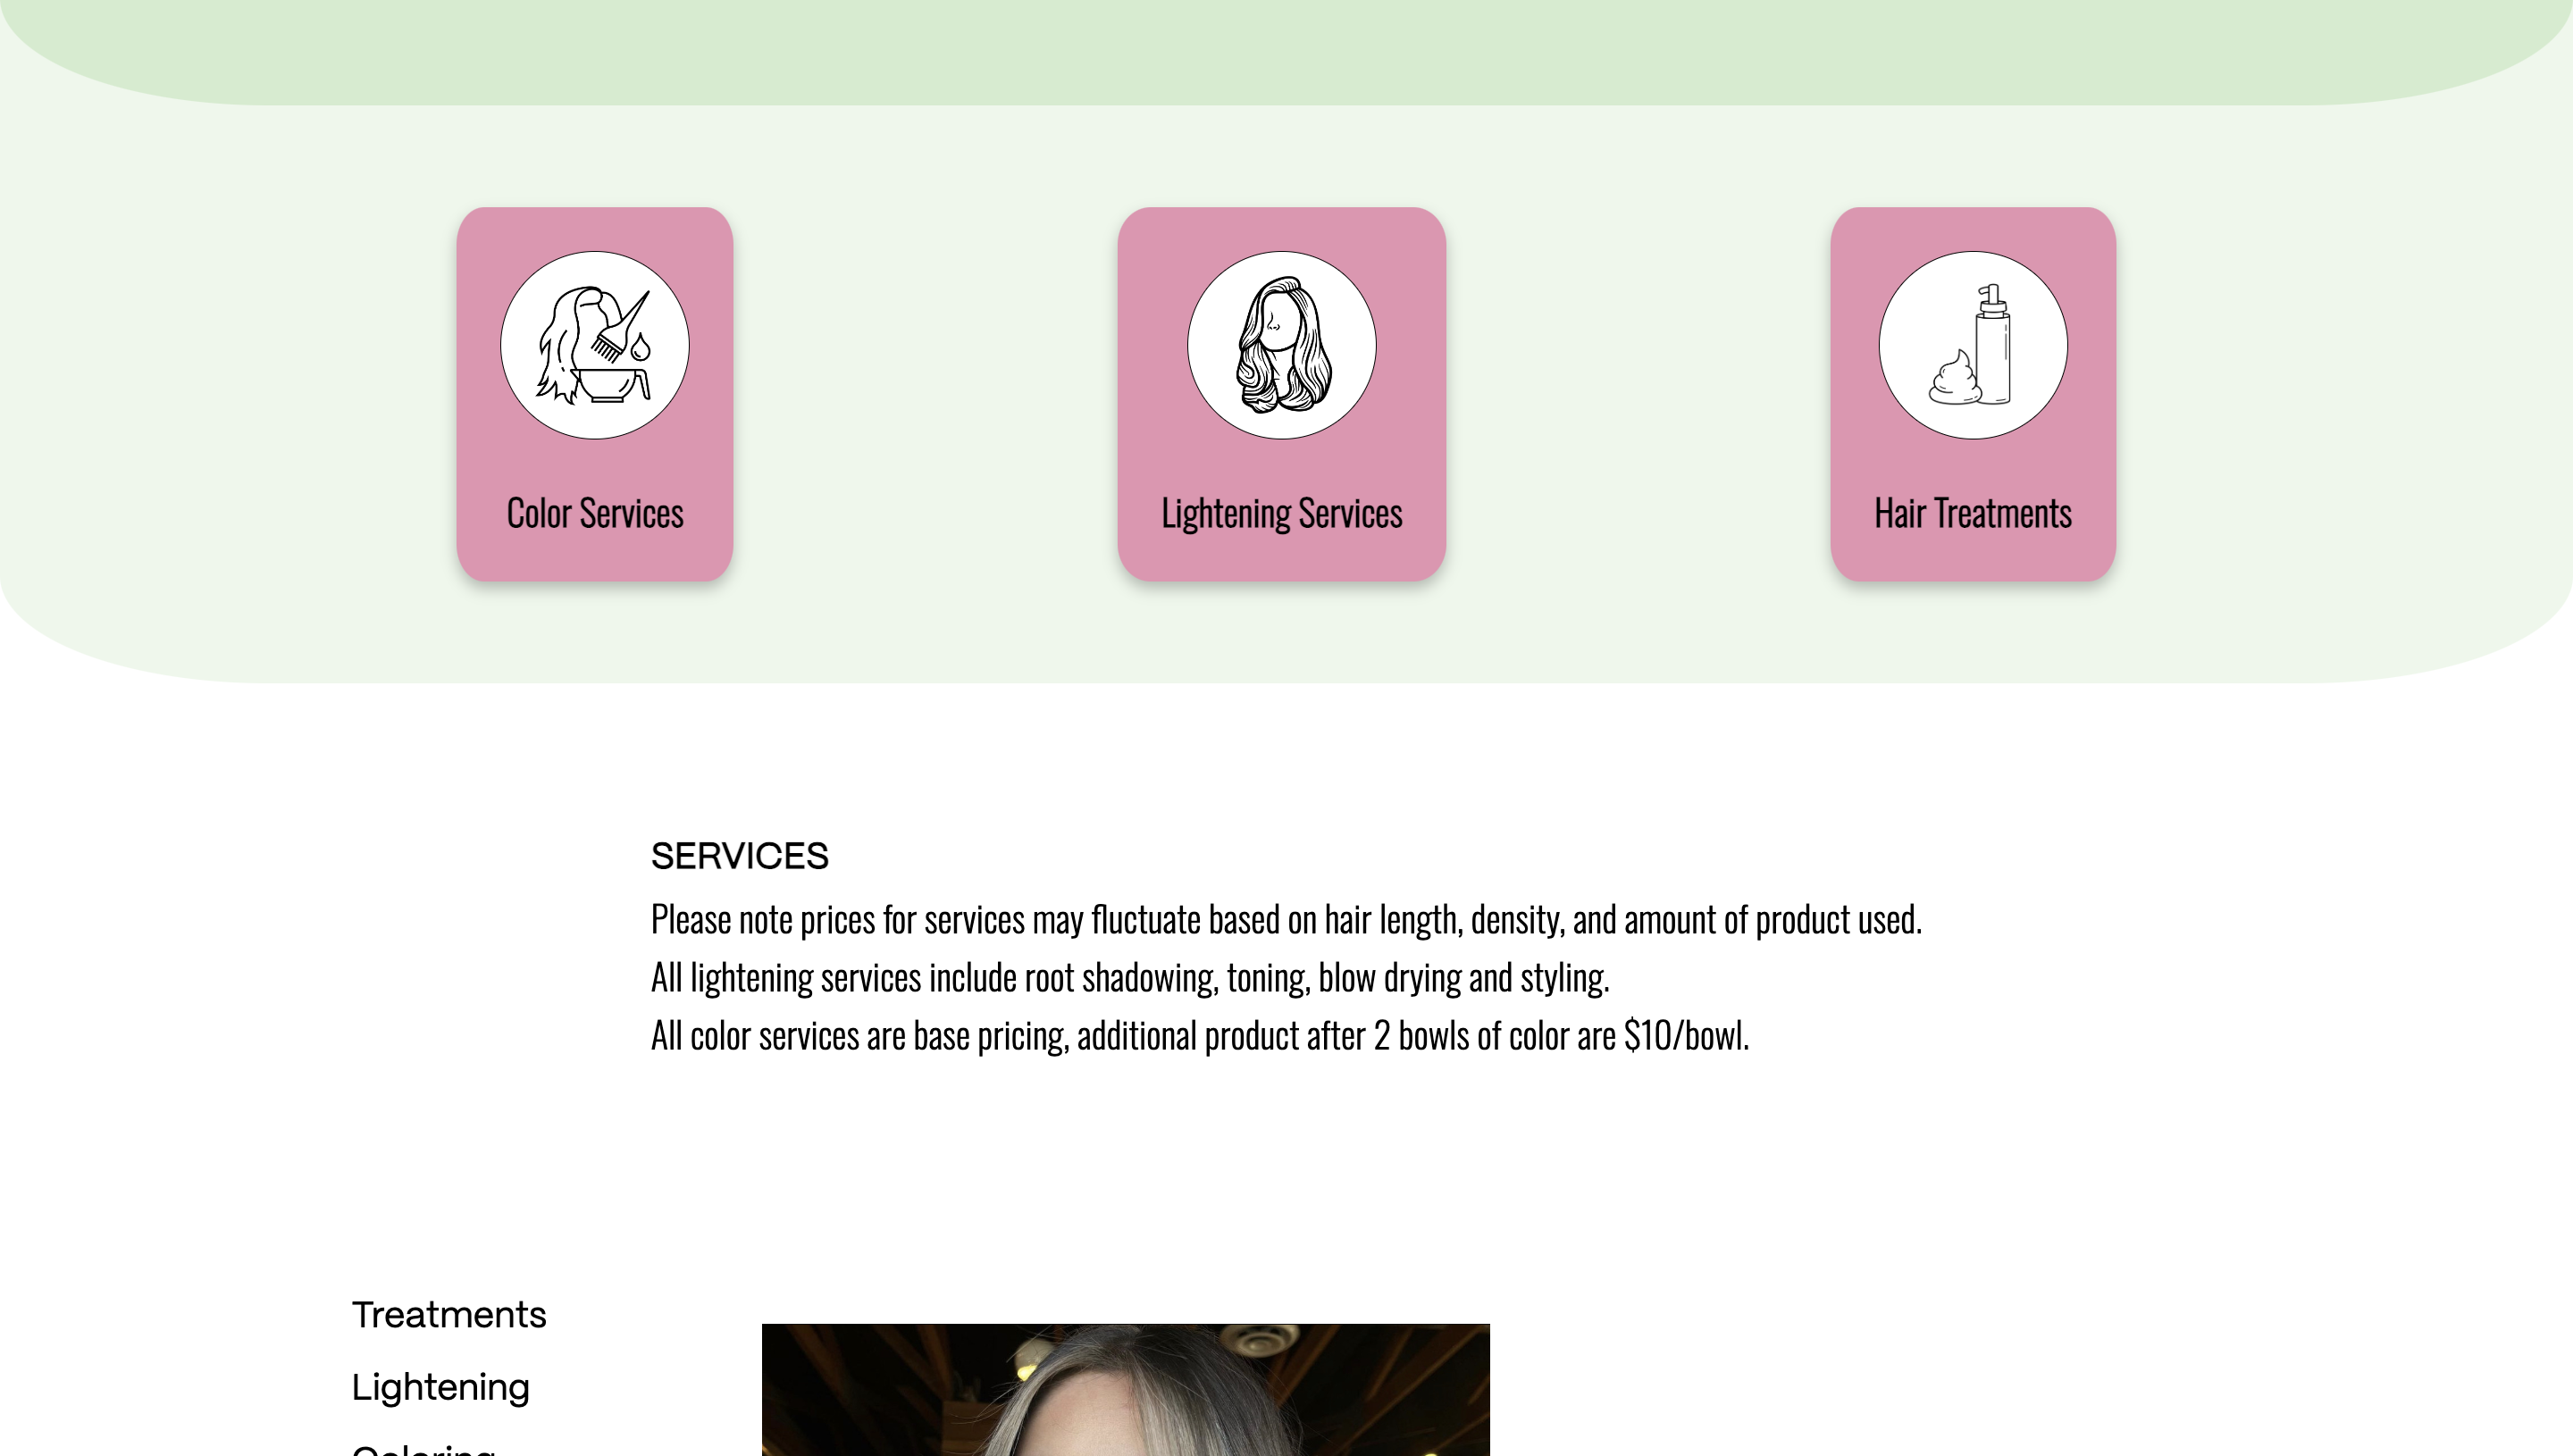 Color Services
Lightening Services
Hair Treatments
SERVICES
Please note prices for services may fluctuate based on hair length, density, and amount of product used.
All lightening services include root shadowing, toning, blow drying and styling.
All color services are base pricing, additional product after 2 bowls of color are $10/bowl.
Treatments
Lightening
Coloring